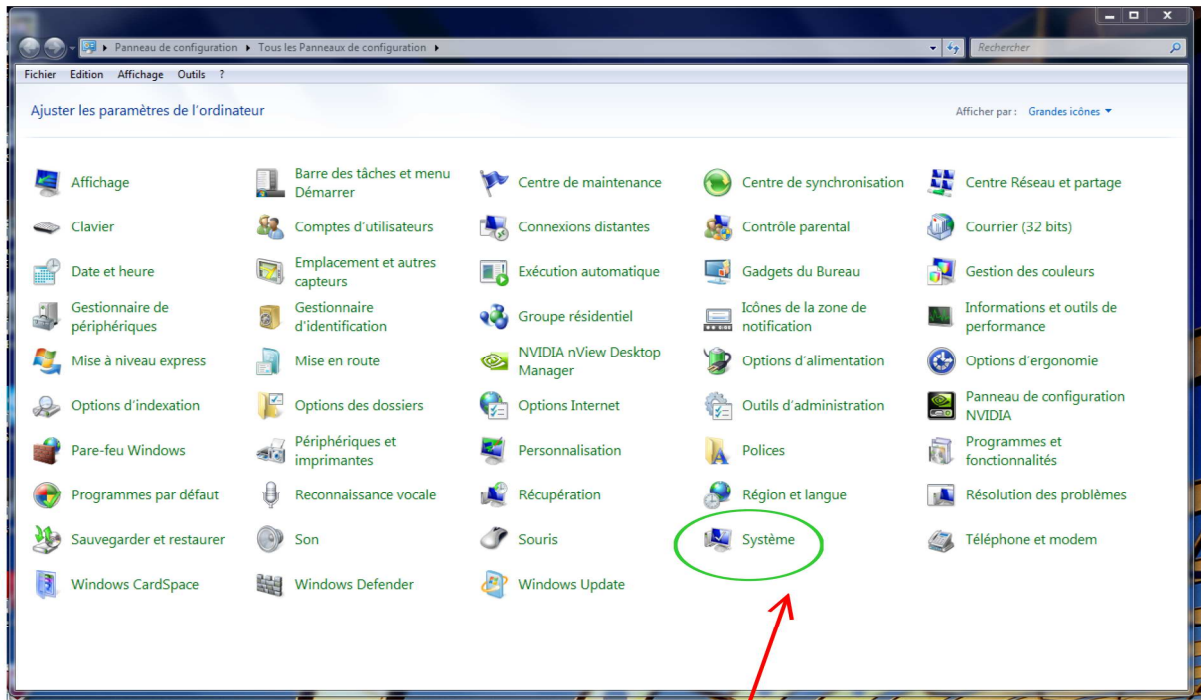 Panneau de configuration Tous les Panneaux de configuration
Rechercher
Fichier Edition Affichage Outils ?
Ajuster les paramètres de l'ordinateur
Afficher par : Grandes icônes
Affichage
Barre des tâches et menu
Démarrer
Centre de maintenance
Centre de synchronisation
Centre Réseau et partage
Clavier
Comptes d'utilisateurs
Connexions distantes
Contrôle parental
Courrier (32 bits)
Date et heure
Emplacement et autres
capteurs
Exécution automatique
Gadgets du Bureau
Gestion des couleurs
Gestionnaire de
périphériques
Gestionnaire
d'identification
Groupe résidentiel
Icônes de la zone de
notification
Informations et outils de
performance
Mise à niveau express
Mise en route
NVIDIA nView Desktop
Manager
Options d'alimentation
Options d'ergonomie
Options d'indexation
Options des dossiers
Options Internet
Outils d'administration
Panneau de configuration
NVIDIA
Pare-feu Windows
Périphériques et
imprimantes
Personnalisation
Polices
Programmes et
fonctionnalités
Programmes par défaut
Reconnaissance vocale
Récupération
Région et langue
Résolution des problèmes
Sauvegarder et restaurer
Son
Souris
Système
Téléphone et modem
Windows CardSpace
Windows Defender
Windows Update